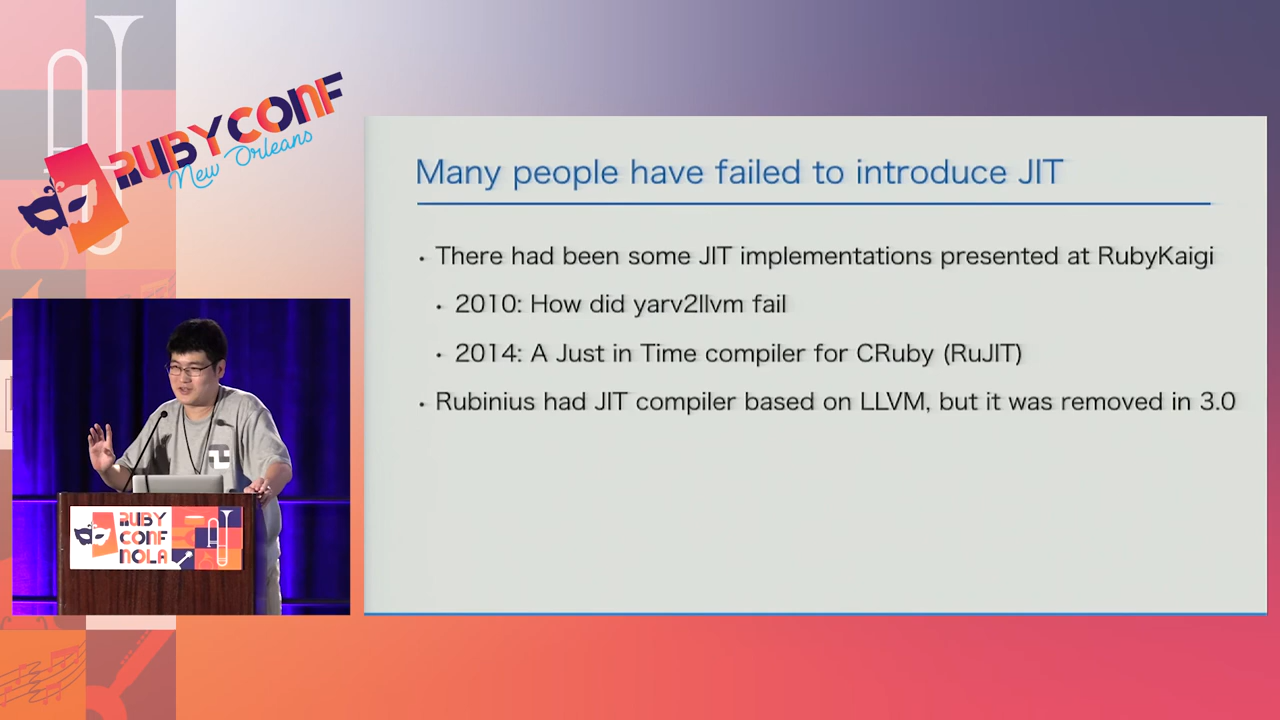 RUBYCONF
New Orleans
Many people have failed to introduce JIT
• There had been some JIT implementations presented at RubyKaigi
• 2010: How did yarv2llvm fail
• 2014: A Just in Time compiler for CRuby (RuJIT)
• Rubinius had JIT compiler based on LLVM, but it was removed in 3.0
RUBY
CONF
NOLA